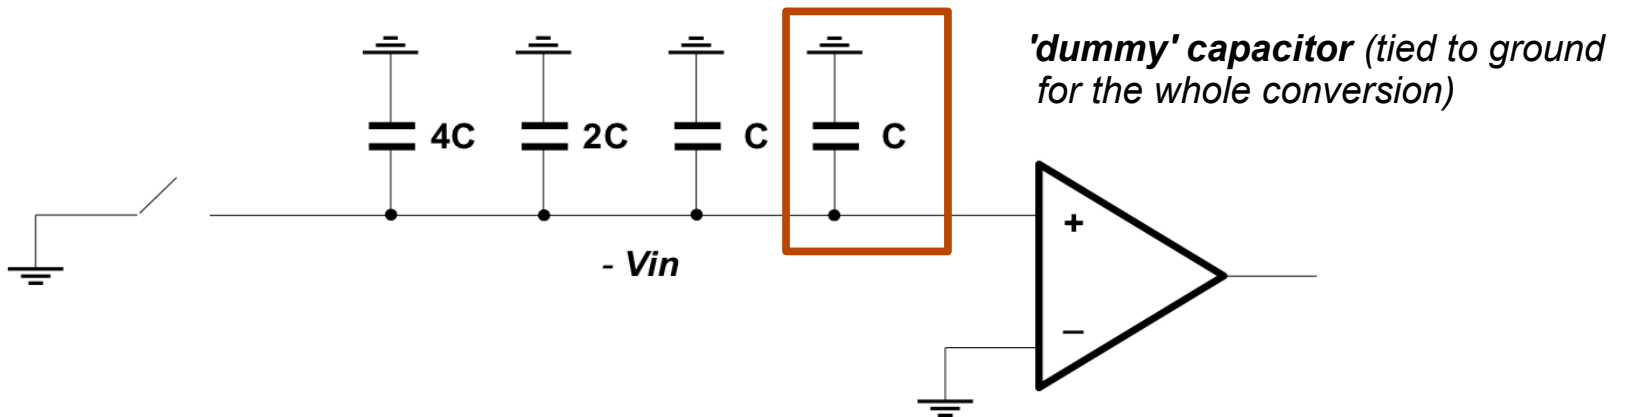 'dummy' capacitor (tied to ground
for the whole conversion)
4C
2C
C
C
+
- Vin
–